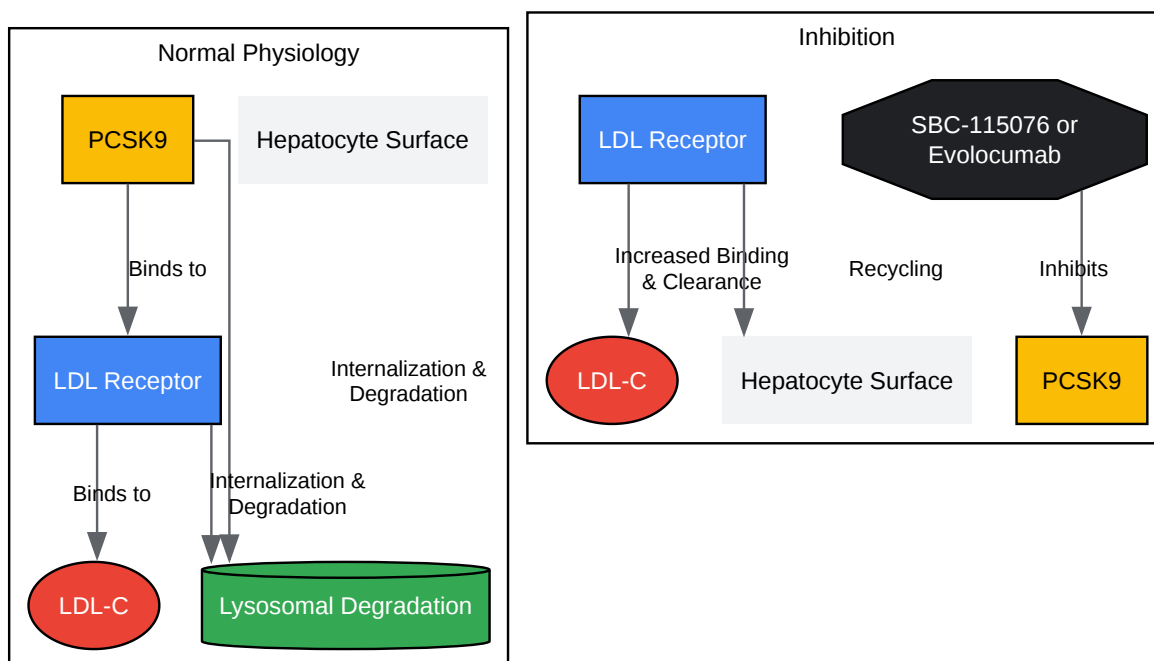 Normal Physiology
PCSK9
Hepatocyte Surface
Binds to
LDL Receptor
Internalization &
Degradation
Binds to
Internalization &
Degradation
LDL-C
Lysosomal Degradation
Inhibition
LDL Receptor
SBC-115076 or
Evolocumab
Increased Binding
& Clearance
Recycling
Inhibits
LDL-C
Hepatocyte Surface
PCSK9